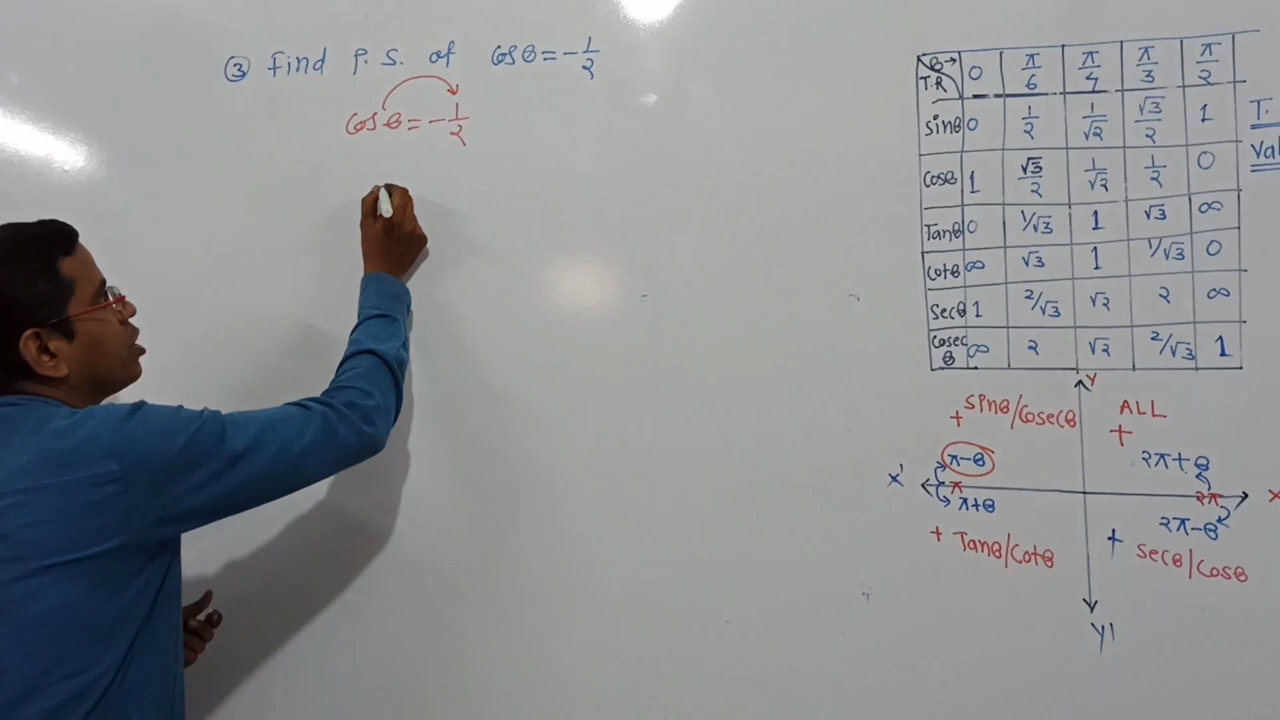 ③ Find P. S. of cosθ = -1/2
cosθ = -1/2
θ→ T.R 0 π/6 π/4 π/3 π/2
sinθ 0 1/2 1/√2 √3/2 1
cosθ 1 √3/2 1/√2 1/2 0
Tanθ 0 1/√3 1 √3 ∞
cotθ ∞ √3 1 1/√3 0
secθ 1 2/√3 √2 2 ∞
cosec θ ∞ 2 √2 2/√3 1
T.
Val
Y
+ sinθ/cosecθ
ALL
+
π-θ
2π+θ
X' π 2π X
π+θ
2π-θ
+ Tanθ/cotθ
+ secθ/cosθ
Y'